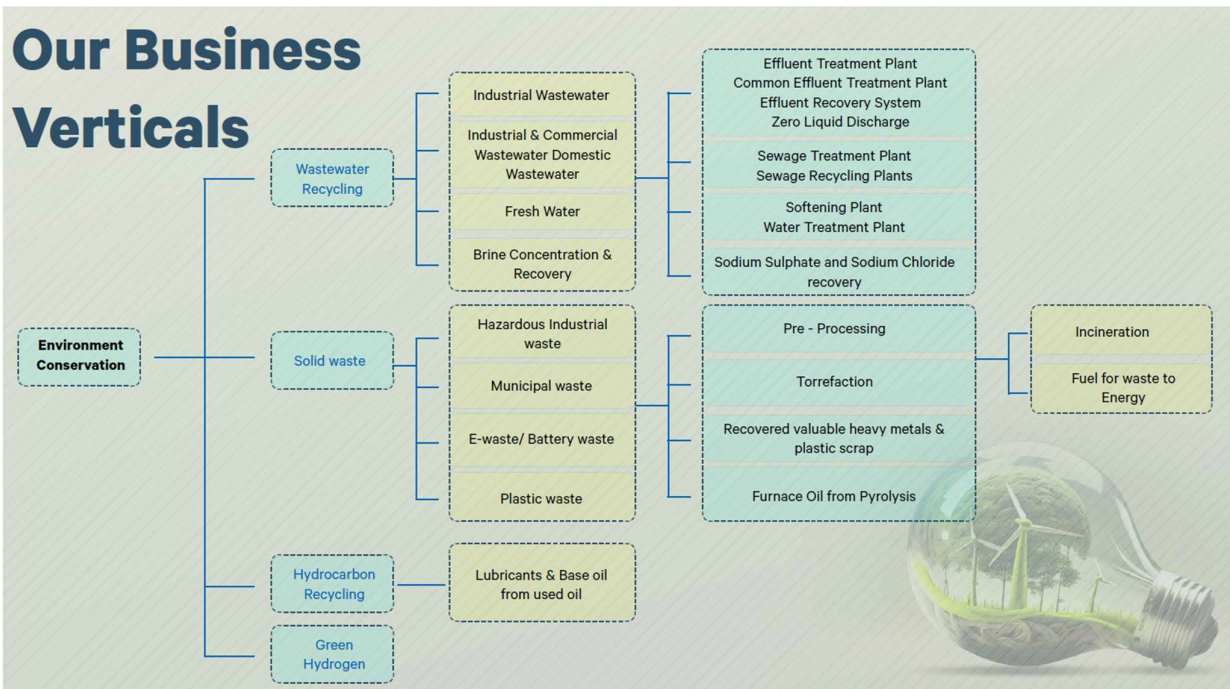 Our Business
Verticals
Environment
Conservation
Wastewater
Recycling
Industrial Wastewater
Industrial & Commercial
Wastewater Domestic
Wastewater
Fresh Water
Brine Concentration &
Recovery
Effluent Treatment Plant
Common Effluent Treatment Plant
Effluent Recovery System
Zero Liquid Discharge
Sewage Treatment Plant
Sewage Recycling Plants
Softening Plant
Water Treatment Plant
Sodium Sulphate and Sodium Chloride
recovery
Solid waste
Hazardous Industrial
waste
Municipal waste
E-waste/ Battery waste
Plastic waste
Pre - Processing
Torrefaction
Recovered valuable heavy metals &
plastic scrap
Furnace Oil from Pyrolysis
Incineration
Fuel for waste to
Energy
Hydrocarbon
Recycling
Lubricants & Base oil
from used oil
Green
Hydrogen